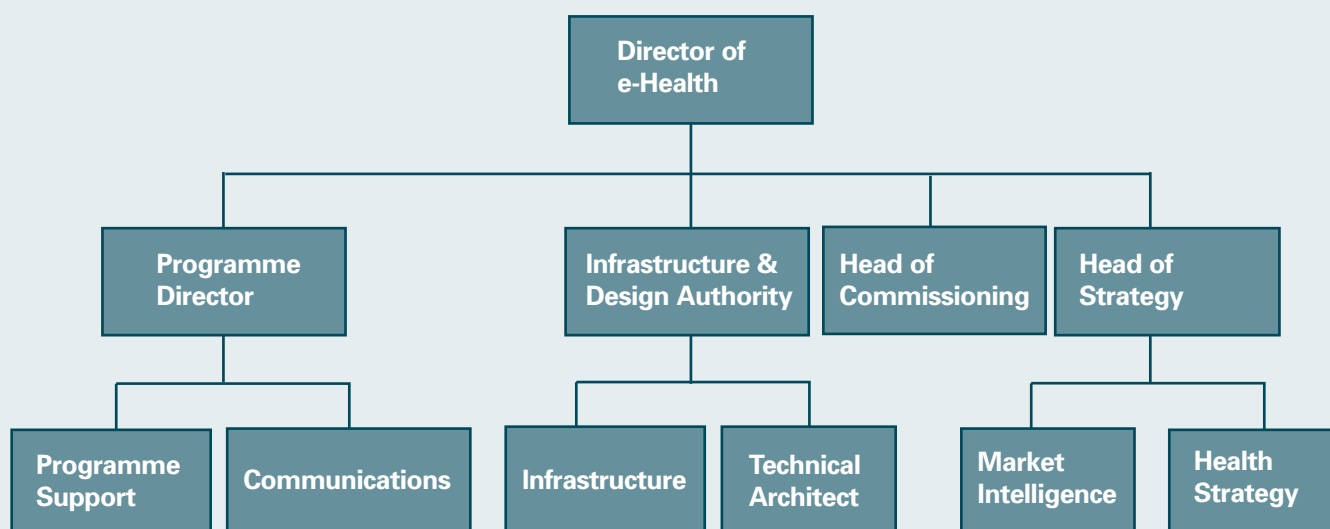 Director of
e-Health
Programme
Director
Infrastructure &
Design Authority
Head of
Commissioning
Head of
Strategy
Programme
Support
Communications
Infrastructure
Technical
Architect
Market
Intelligence
Health
Strategy